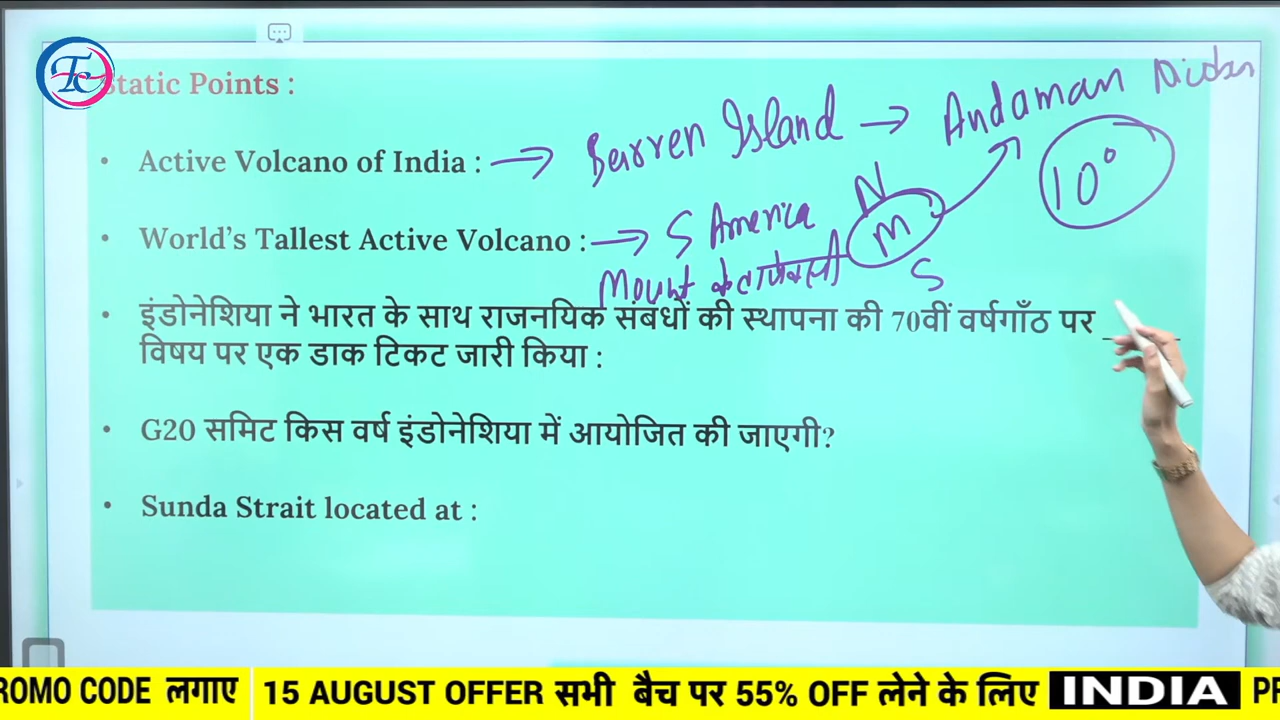 Tc
Static Points :
• Active Volcano of India : → Barren Island → Andaman
10°
• World's Tallest Active Volcano : → S America
N
M
S
Mount
• इंडोनेशिया ने भारत के साथ राजनयिक संबधों की स्थापना की 70वीं वर्षगाँठ पर
विषय पर एक डाक टिकट जारी किया :
• G20 समिट किस वर्ष इंडोनेशिया में आयोजित की जाएगी?
• Sunda Strait located at :
ROMO CODE लगाए 15 AUGUST OFFER सभी बैच पर 55% OFF लेने के लिए INDIA